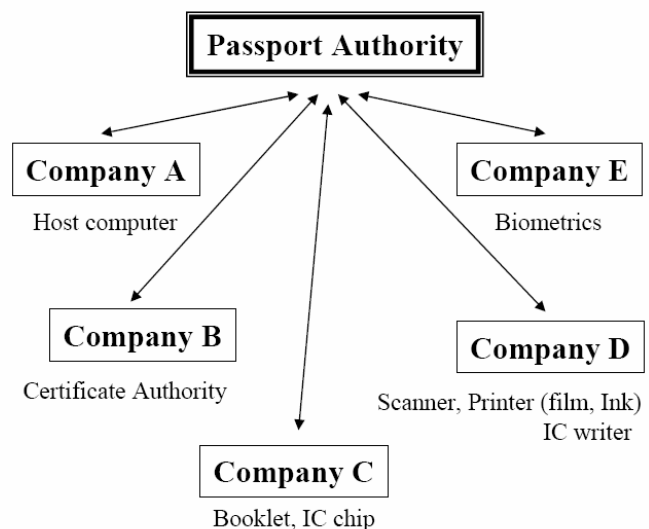 Passport Authority
Company A
Host computer
Company E
Biometrics
Company B
Certificate Authority
Company D
Scanner, Printer (film, Ink)
IC writer
Company C
Booklet, IC chip